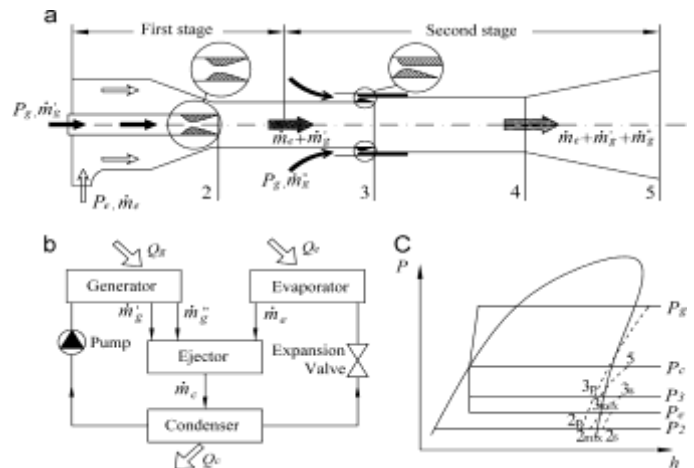 a
First stage
Second stage
P_g, ṁ'_g
ṁ_e+ṁ'_g
ṁ_e+ṁ'_g+ṁ''_g
P_g, ṁ''_g
P_e, ṁ_e
2
3
4
5
b
Q_g
Q_e
Generator
Evaporator
ṁ'_g
ṁ''_g
ṁ_e
Pump
Ejector
Expansion
Valve
ṁ_c
Condenser
Q_c
C
P
P_g
5
P_c
3p
3s
P_3
3mix
P_e
2p
P_2
2mix
2s
h